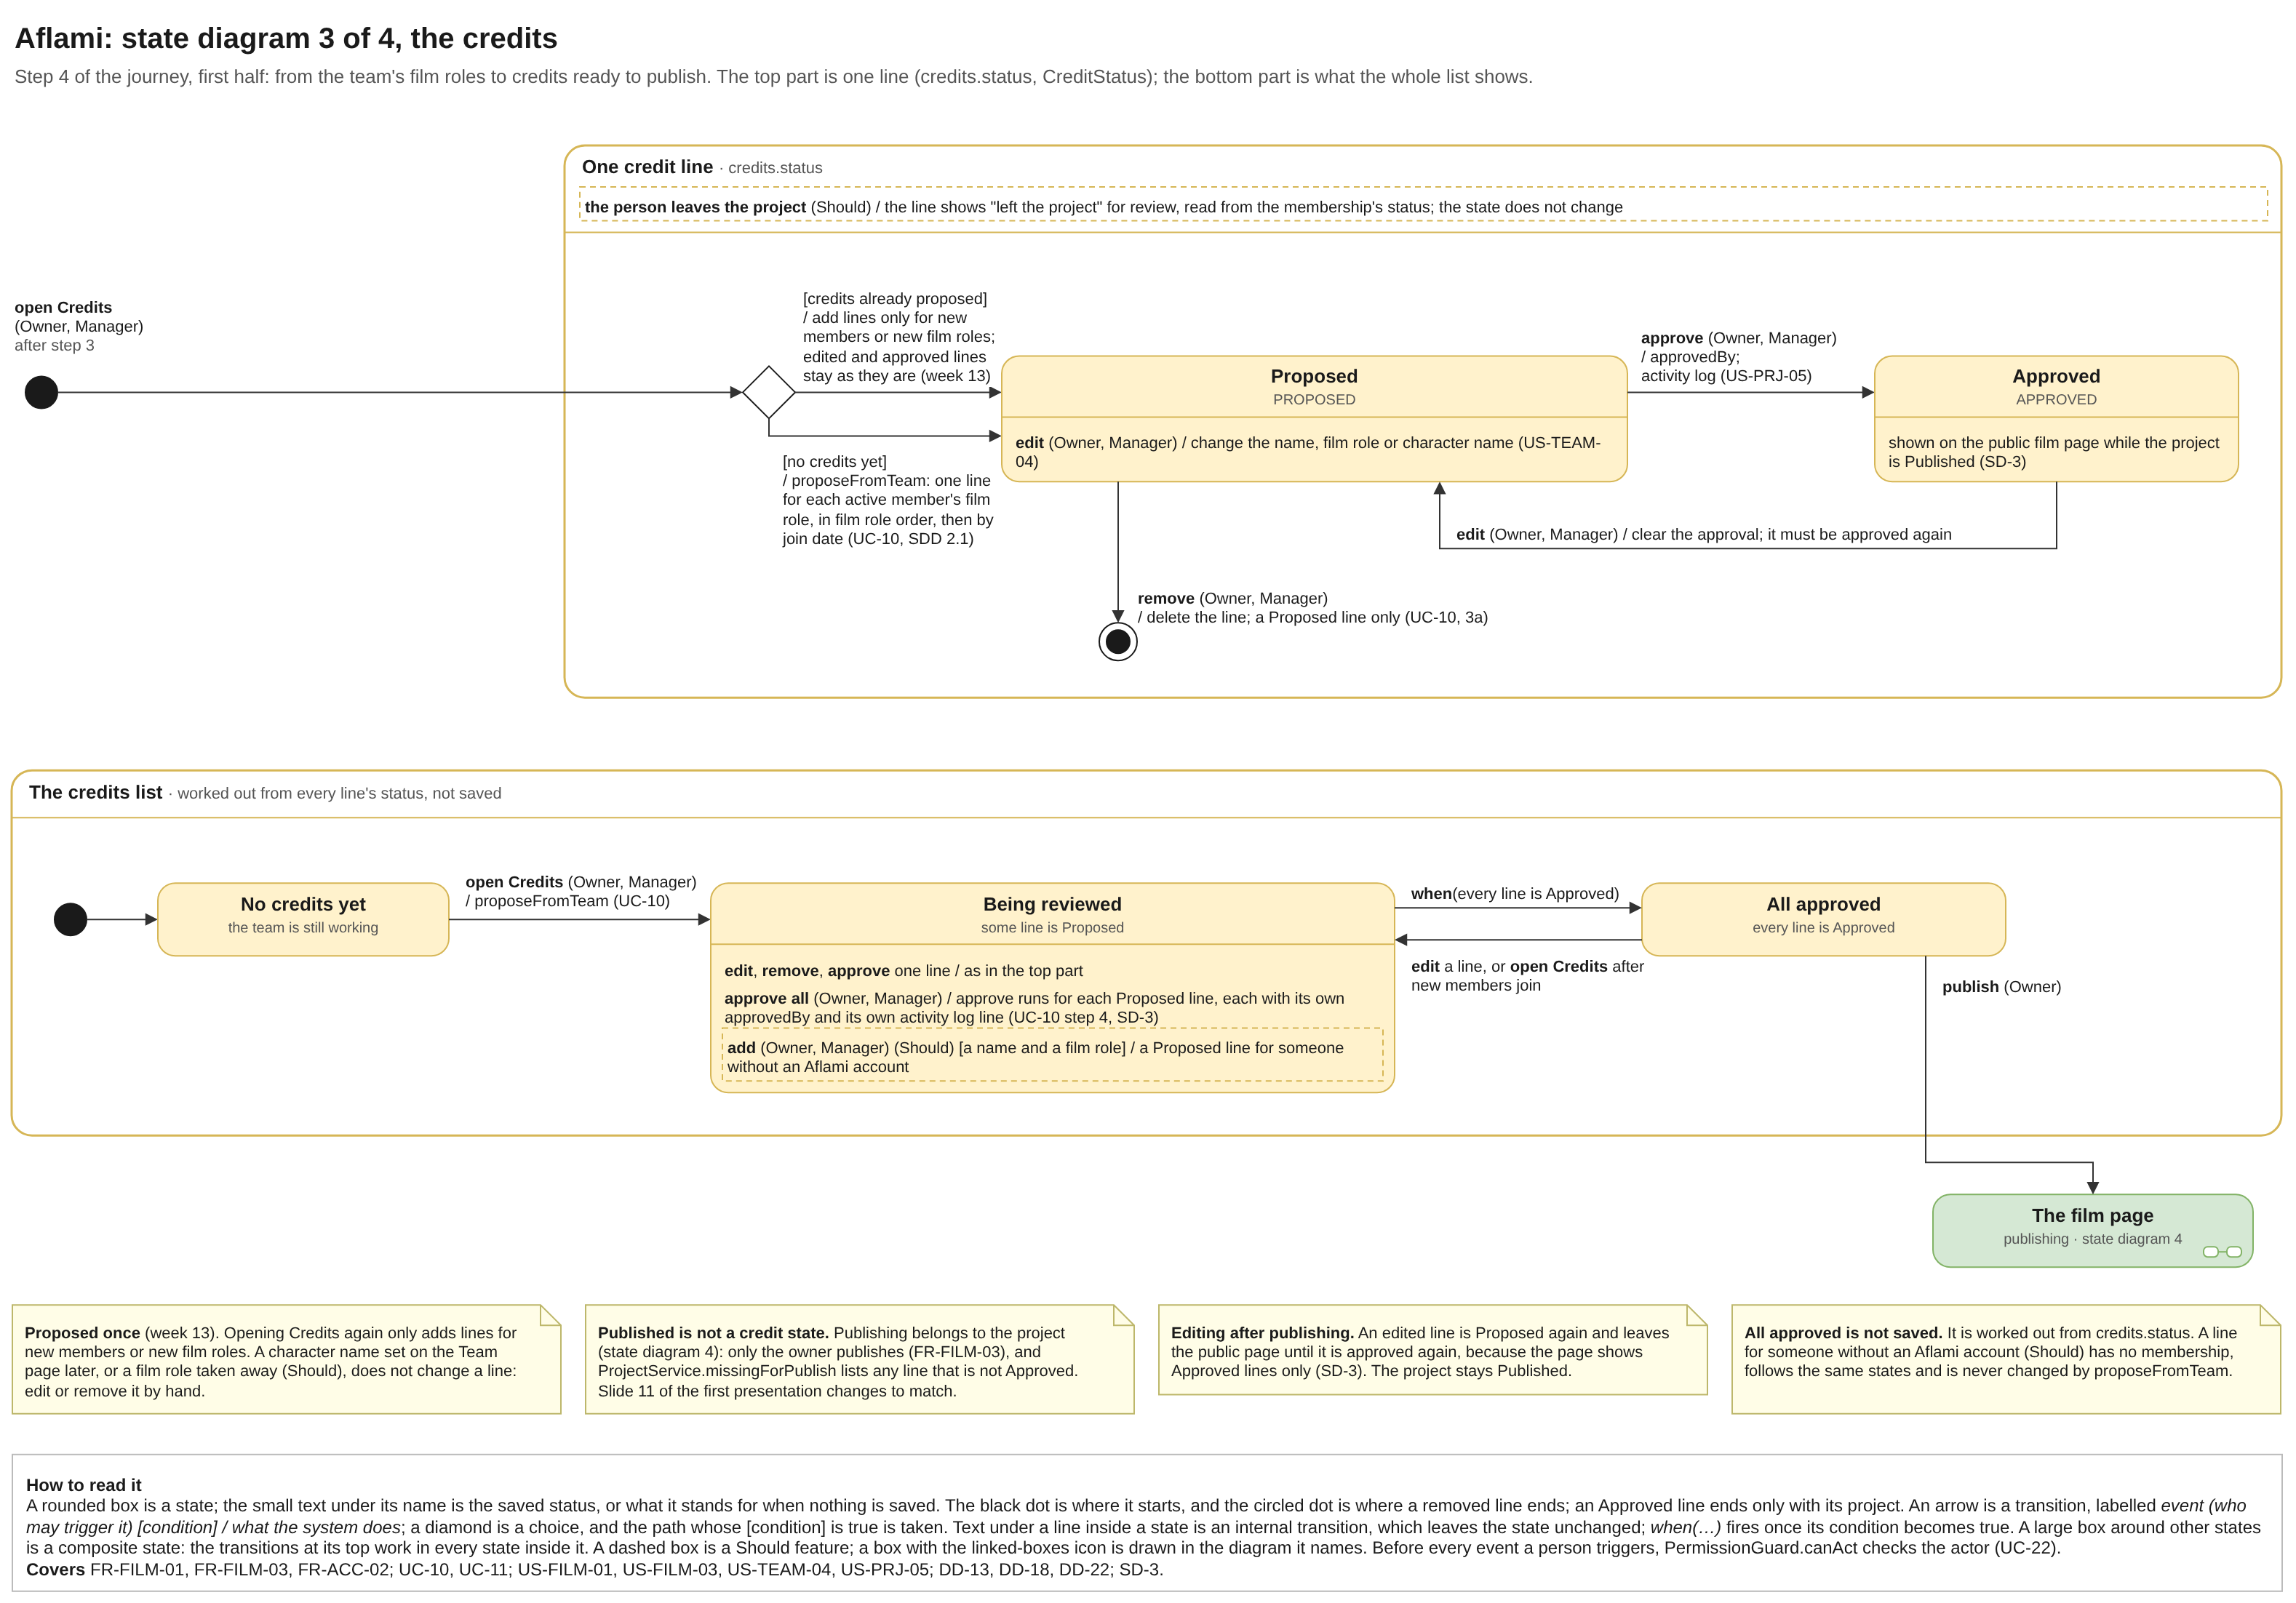 Aflami: state diagram 3 of 4, the credits
Step 4 of the journey, first half: from the team's film roles to credits ready to publish. The top part is one line (credits.status, CreditStatus); the bottom part is what the whole list shows.
One credit line · credits.status
the person leaves the project (Should) / the line shows "left the project" for review, read from the membership's status; the state does not change
open Credits
(Owner, Manager)
after step 3
[credits already proposed]
/ add lines only for new
members or new film roles;
edited and approved lines
stay as they are (week 13)
[no credits yet]
/ proposeFromTeam: one line
for each active member's film
role, in film role order, then by
join date (UC-10, SDD 2.1)
Proposed
PROPOSED
edit (Owner, Manager) / change the name, film role or character name (US-TEAM-
04)
approve (Owner, Manager)
/ approvedBy;
activity log (US-PRJ-05)
Approved
APPROVED
shown on the public film page while the project
is Published (SD-3)
edit (Owner, Manager) / clear the approval; it must be approved again
remove (Owner, Manager)
/ delete the line; a Proposed line only (UC-10, 3a)
The credits list · worked out from every line's status, not saved
No credits yet
the team is still working
open Credits (Owner, Manager)
/ proposeFromTeam (UC-10)
Being reviewed
some line is Proposed
edit, remove, approve one line / as in the top part
approve all (Owner, Manager) / approve runs for each Proposed line, each with its own
approvedBy and its own activity log line (UC-10 step 4, SD-3)
add (Owner, Manager) (Should) [a name and a film role] / a Proposed line for someone
without an Aflami account
when(every line is Approved)
edit a line, or open Credits after
new members join
All approved
every line is Approved
publish (Owner)
The film page
publishing · state diagram 4
Proposed once (week 13). Opening Credits again only adds lines for
new members or new film roles. A character name set on the Team
page later, or a film role taken away (Should), does not change a line:
edit or remove it by hand.
Published is not a credit state. Publishing belongs to the project
(state diagram 4): only the owner publishes (FR-FILM-03), and
ProjectService.missingForPublish lists any line that is not Approved.
Slide 11 of the first presentation changes to match.
Editing after publishing. An edited line is Proposed again and leaves
the public page until it is approved again, because the page shows
Approved lines only (SD-3). The project stays Published.
All approved is not saved. It is worked out from credits.status. A line
for someone without an Aflami account (Should) has no membership,
follows the same states and is never changed by proposeFromTeam.
How to read it
A rounded box is a state; the small text under its name is the saved status, or what it stands for when nothing is saved. The black dot is where it starts, and the circled dot is where a removed line ends; an Approved line ends only with its project. An arrow is a transition, labelled event (who
may trigger it) [condition] / what the system does; a diamond is a choice, and the path whose [condition] is true is taken. Text under a line inside a state is an internal transition, which leaves the state unchanged; when(…) fires once its condition becomes true. A large box around other states
is a composite state: the transitions at its top work in every state inside it. A dashed box is a Should feature; a box with the linked-boxes icon is drawn in the diagram it names. Before every event a person triggers, PermissionGuard.canAct checks the actor (UC-22).
Covers FR-FILM-01, FR-FILM-03, FR-ACC-02; UC-10, UC-11; US-FILM-01, US-FILM-03, US-TEAM-04, US-PRJ-05; DD-13, DD-18, DD-22; SD-3.